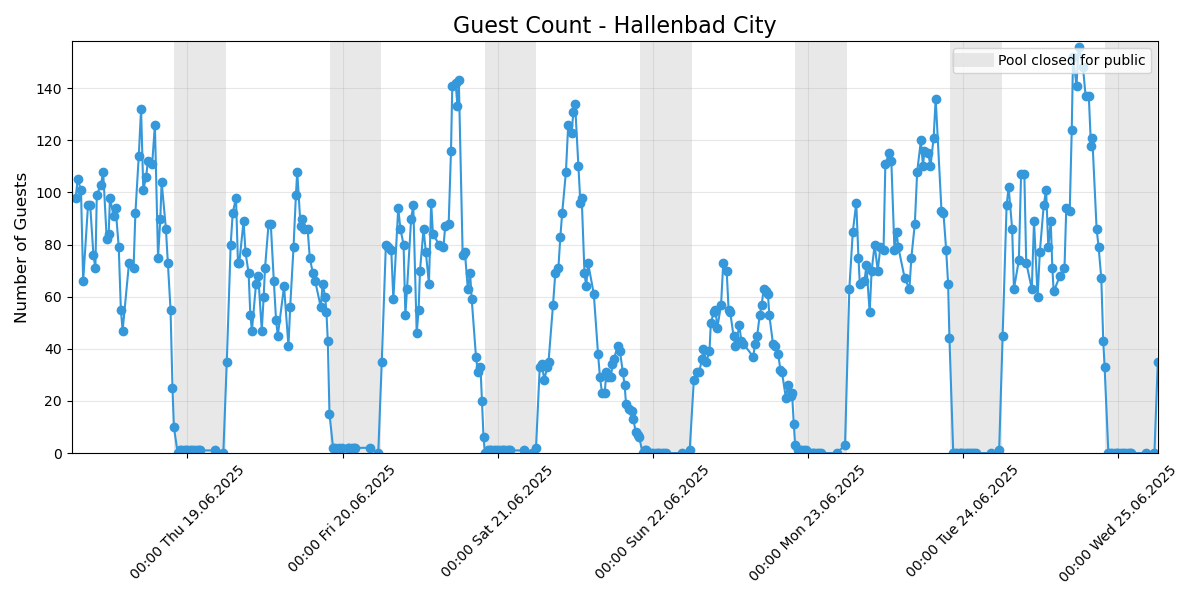 Guest Count - Hallenbad City
Pool closed for public
Number of Guests
140
120
100
80
60
40
20
0
00:00 Thu 19.06.2025
00:00 Fri 20.06.2025
00:00 Sat 21.06.2025
00:00 Sun 22.06.2025
00:00 Mon 23.06.2025
00:00 Tue 24.06.2025
00:00 Wed 25.06.2025